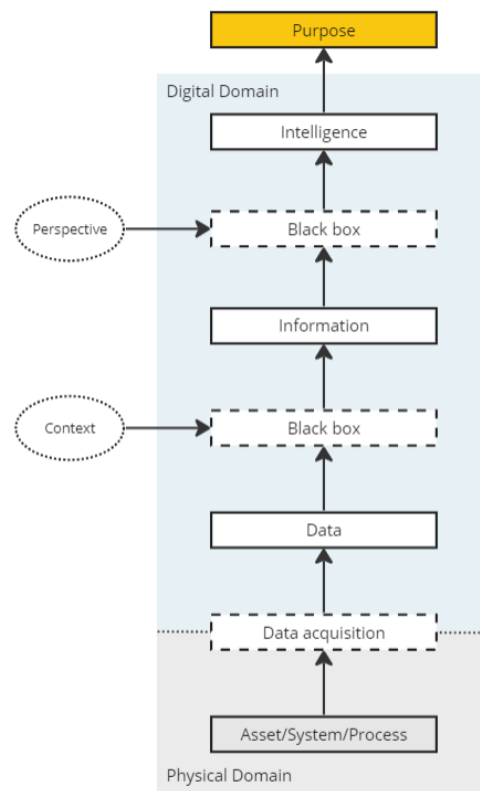 Purpose
Digital Domain
Intelligence
Perspective
Black box
Information
Context
Black box
Data
Data acquisition
Asset/System/Process
Physical Domain